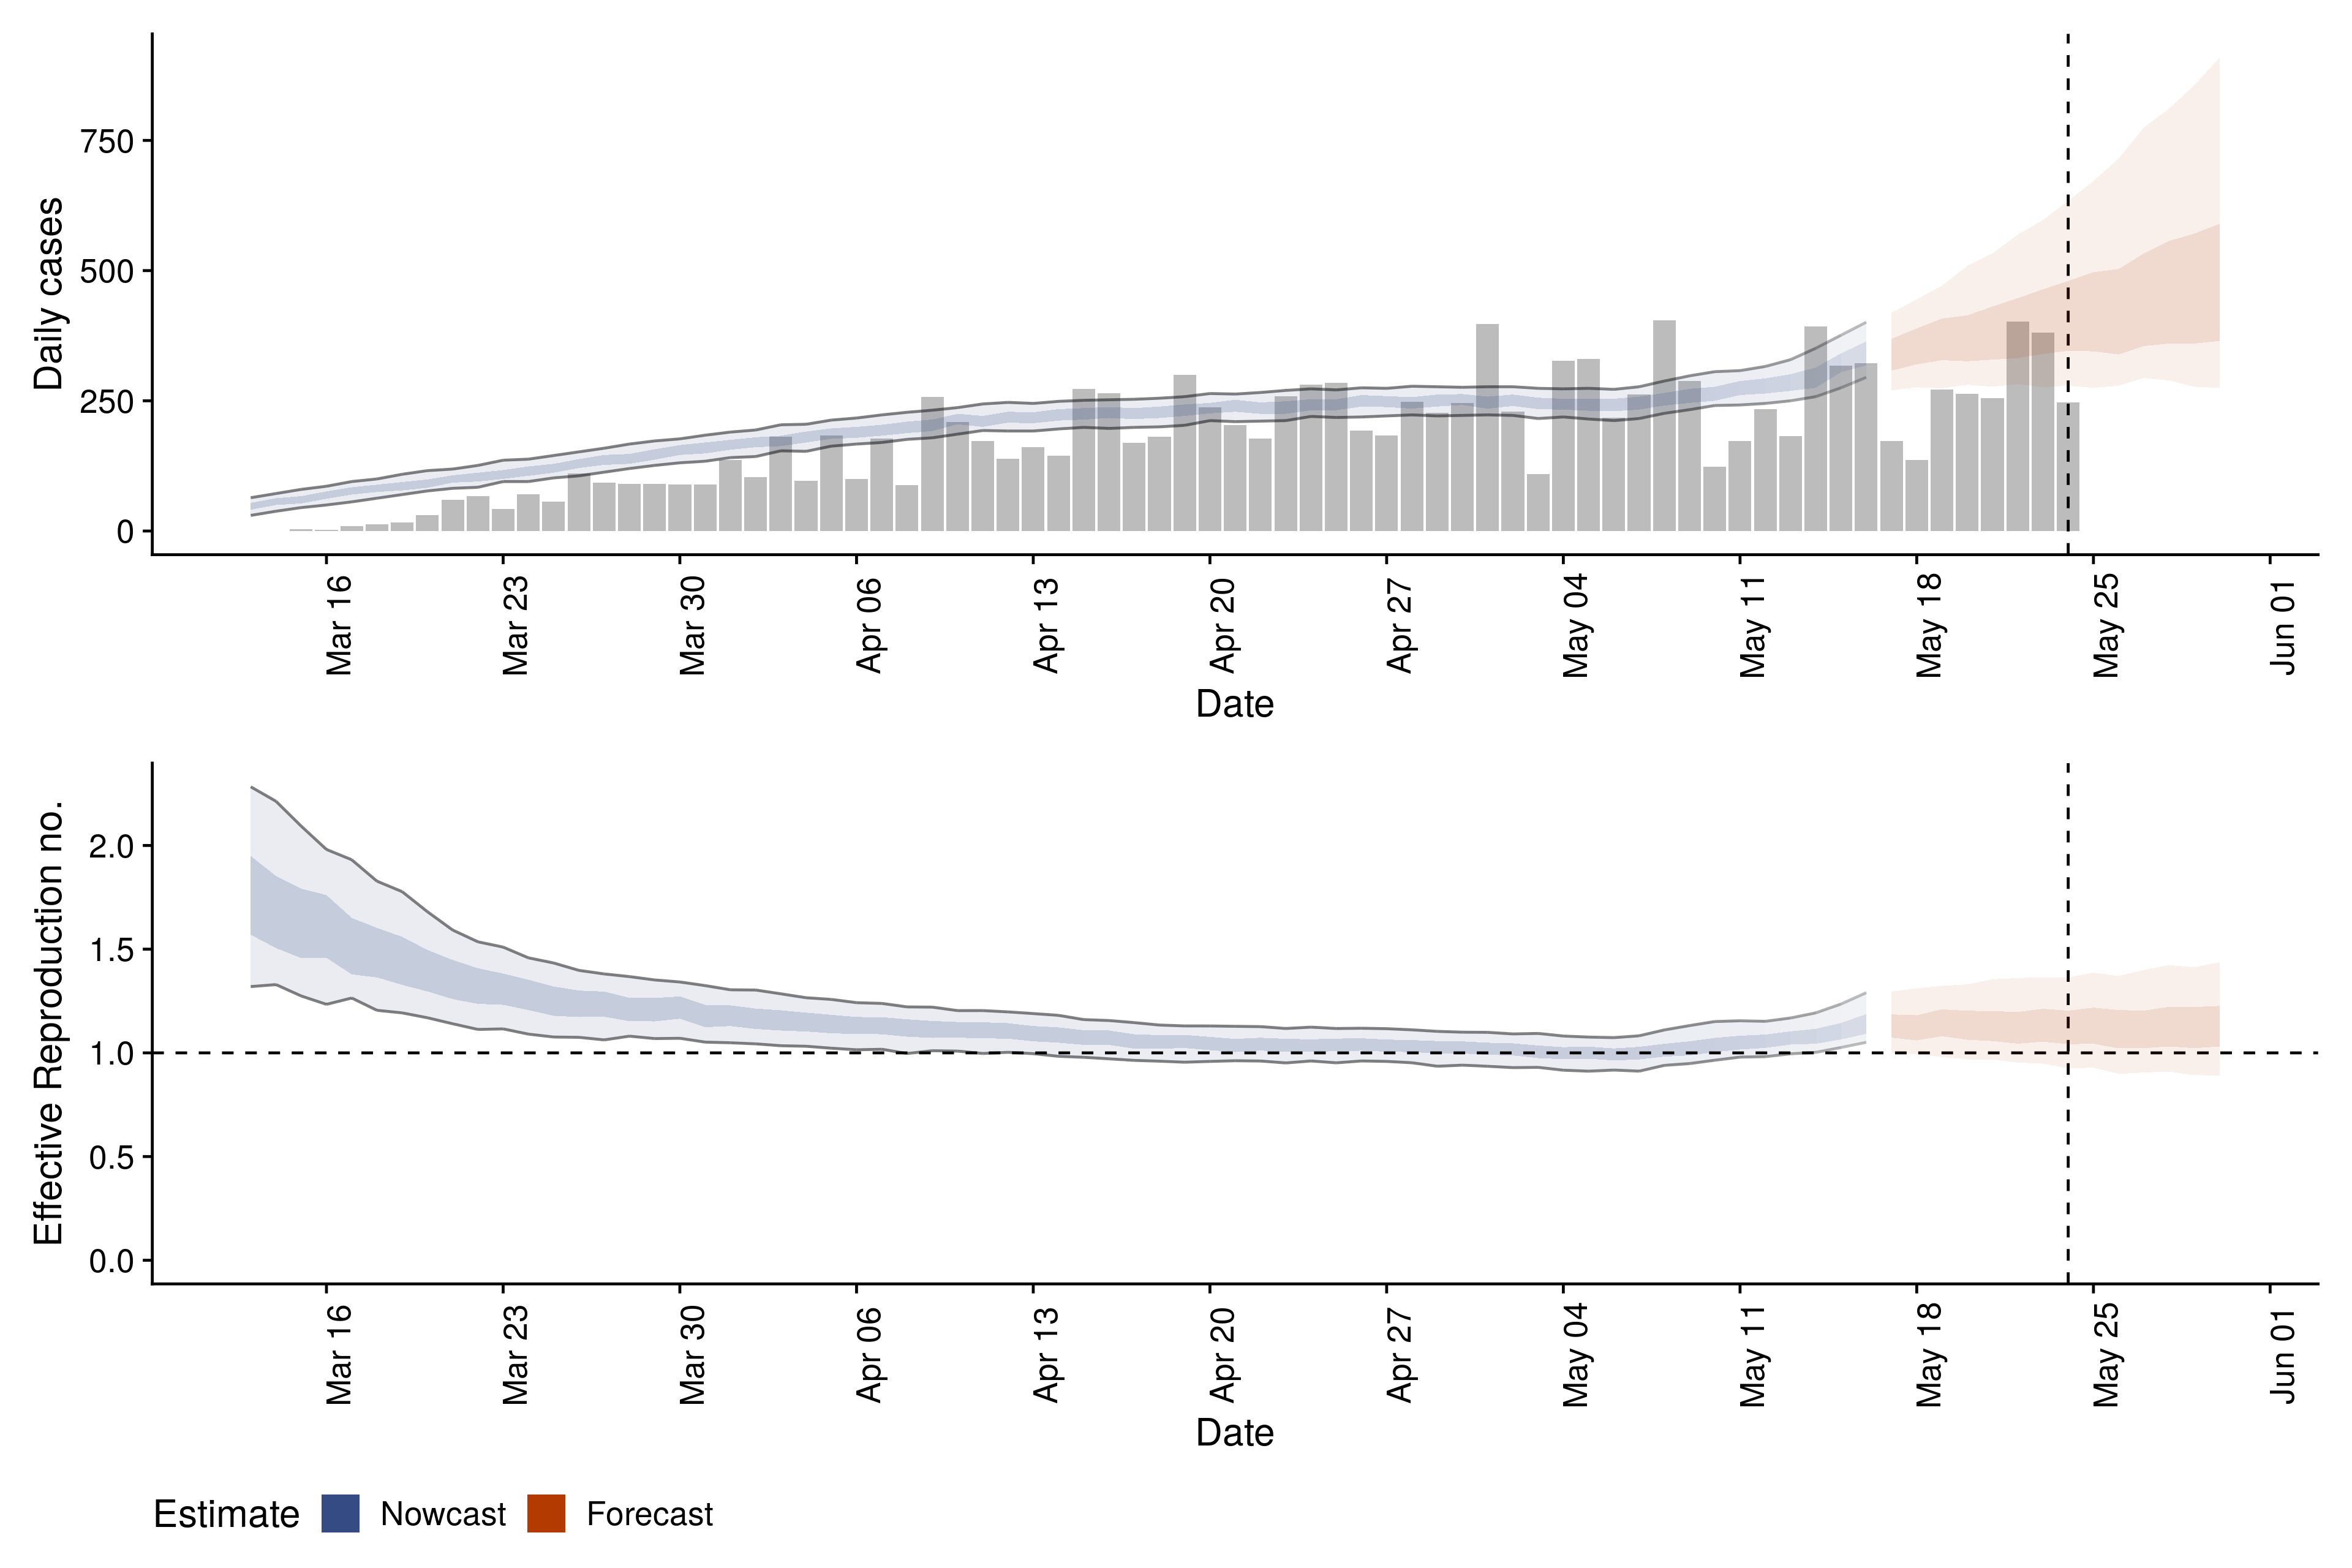 Daily cases
750
500
250
0
Mar 16
Mar 23
Mar 30
Apr 06
Apr 13
Apr 20
Apr 27
May 04
May 11
May 18
May 25
Jun 01
Date
Effective Reproduction no.
2.0
1.5
1.0
0.5
0.0
Mar 16
Mar 23
Mar 30
Apr 06
Apr 13
Apr 20
Apr 27
May 04
May 11
May 18
May 25
Jun 01
Date
Estimate Nowcast Forecast